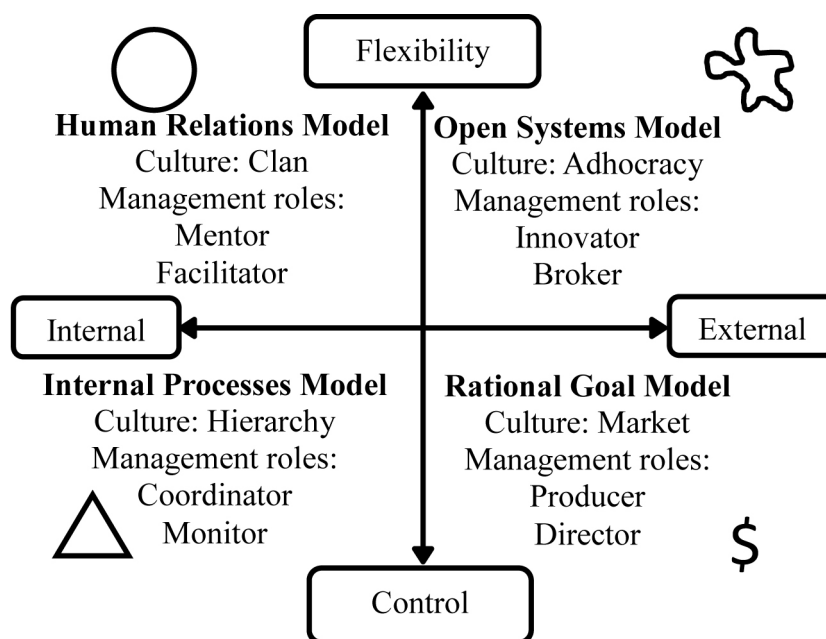 Flexibility
Human Relations Model
Culture: Clan
Management roles:
Mentor
Facilitator
Open Systems Model
Culture: Adhocracy
Management roles:
Innovator
Broker
Internal
External
Internal Processes Model
Culture: Hierarchy
Management roles:
Coordinator
Monitor
Rational Goal Model
Culture: Market
Management roles:
Producer
Director
$
Control